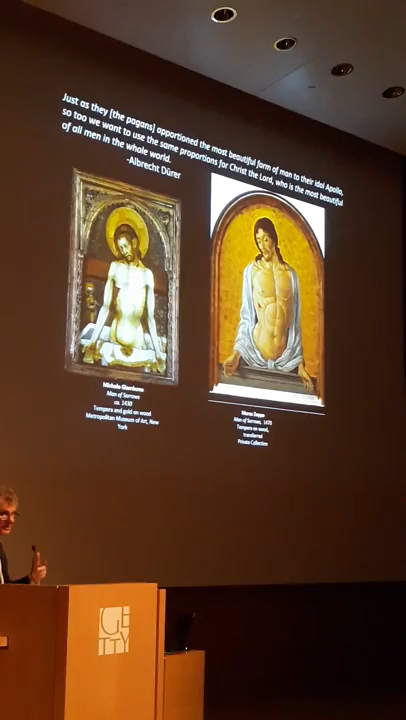 Just as they [the pagans] apportioned the most beautiful form of man to their idol Apollo,
so too we want to use the same proportions for Christ the Lord, who is the most beautiful
of all men in the whole world.
-Albrecht Dürer
Michele Giambono
Man of Sorrows
ca. 1430
Tempera and gold on wood
Metropolitan Museum of Art, New
York
Marco Zoppo
Man of Sorrows, 1470
Tempera on wood,
transferred
Private Collection
GETTY